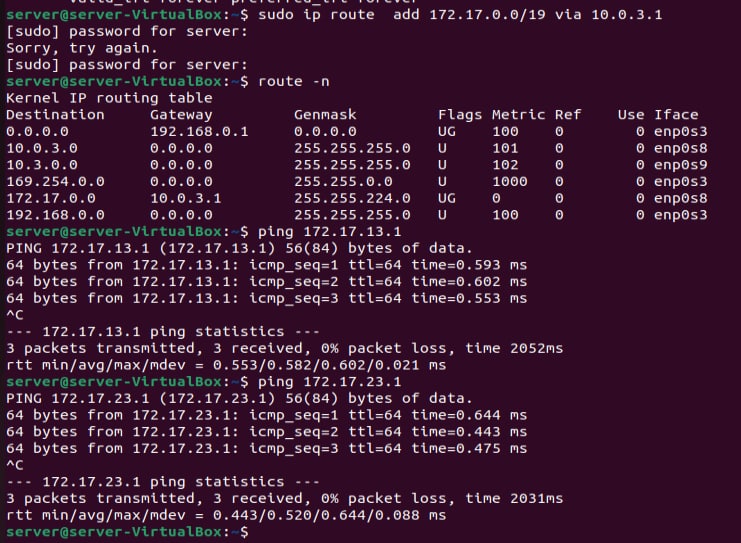 server@server-VirtualBox:~$ sudo ip route  add 172.17.0.0/19 via 10.0.3.1
[sudo] password for server:
Sorry, try again.
[sudo] password for server:
server@server-VirtualBox:~$ route -n
Kernel IP routing table
Destination     Gateway         Genmask         Flags Metric Ref    Use Iface
0.0.0.0         192.168.0.1     0.0.0.0         UG    100    0        0 enp0s3
10.0.3.0        0.0.0.0         255.255.255.0   U     101    0        0 enp0s8
10.3.0.0        0.0.0.0         255.255.255.0   U     102    0        0 enp0s9
169.254.0.0     0.0.0.0         255.255.0.0     U     1000   0        0 enp0s3
172.17.0.0      10.0.3.1        255.255.224.0   UG    0      0        0 enp0s8
192.168.0.0     0.0.0.0         255.255.255.0   U     100    0        0 enp0s3
server@server-VirtualBox:~$ ping 172.17.13.1
PING 172.17.13.1 (172.17.13.1) 56(84) bytes of data.
64 bytes from 172.17.13.1: icmp_seq=1 ttl=64 time=0.593 ms
64 bytes from 172.17.13.1: icmp_seq=2 ttl=64 time=0.602 ms
64 bytes from 172.17.13.1: icmp_seq=3 ttl=64 time=0.553 ms
^C
--- 172.17.13.1 ping statistics ---
3 packets transmitted, 3 received, 0% packet loss, time 2052ms
rtt min/avg/max/mdev = 0.553/0.582/0.602/0.021 ms
server@server-VirtualBox:~$ ping 172.17.23.1
PING 172.17.23.1 (172.17.23.1) 56(84) bytes of data.
64 bytes from 172.17.23.1: icmp_seq=1 ttl=64 time=0.644 ms
64 bytes from 172.17.23.1: icmp_seq=2 ttl=64 time=0.443 ms
64 bytes from 172.17.23.1: icmp_seq=3 ttl=64 time=0.475 ms
^C
--- 172.17.23.1 ping statistics ---
3 packets transmitted, 3 received, 0% packet loss, time 2031ms
rtt min/avg/max/mdev = 0.443/0.520/0.644/0.088 ms
server@server-VirtualBox:~$